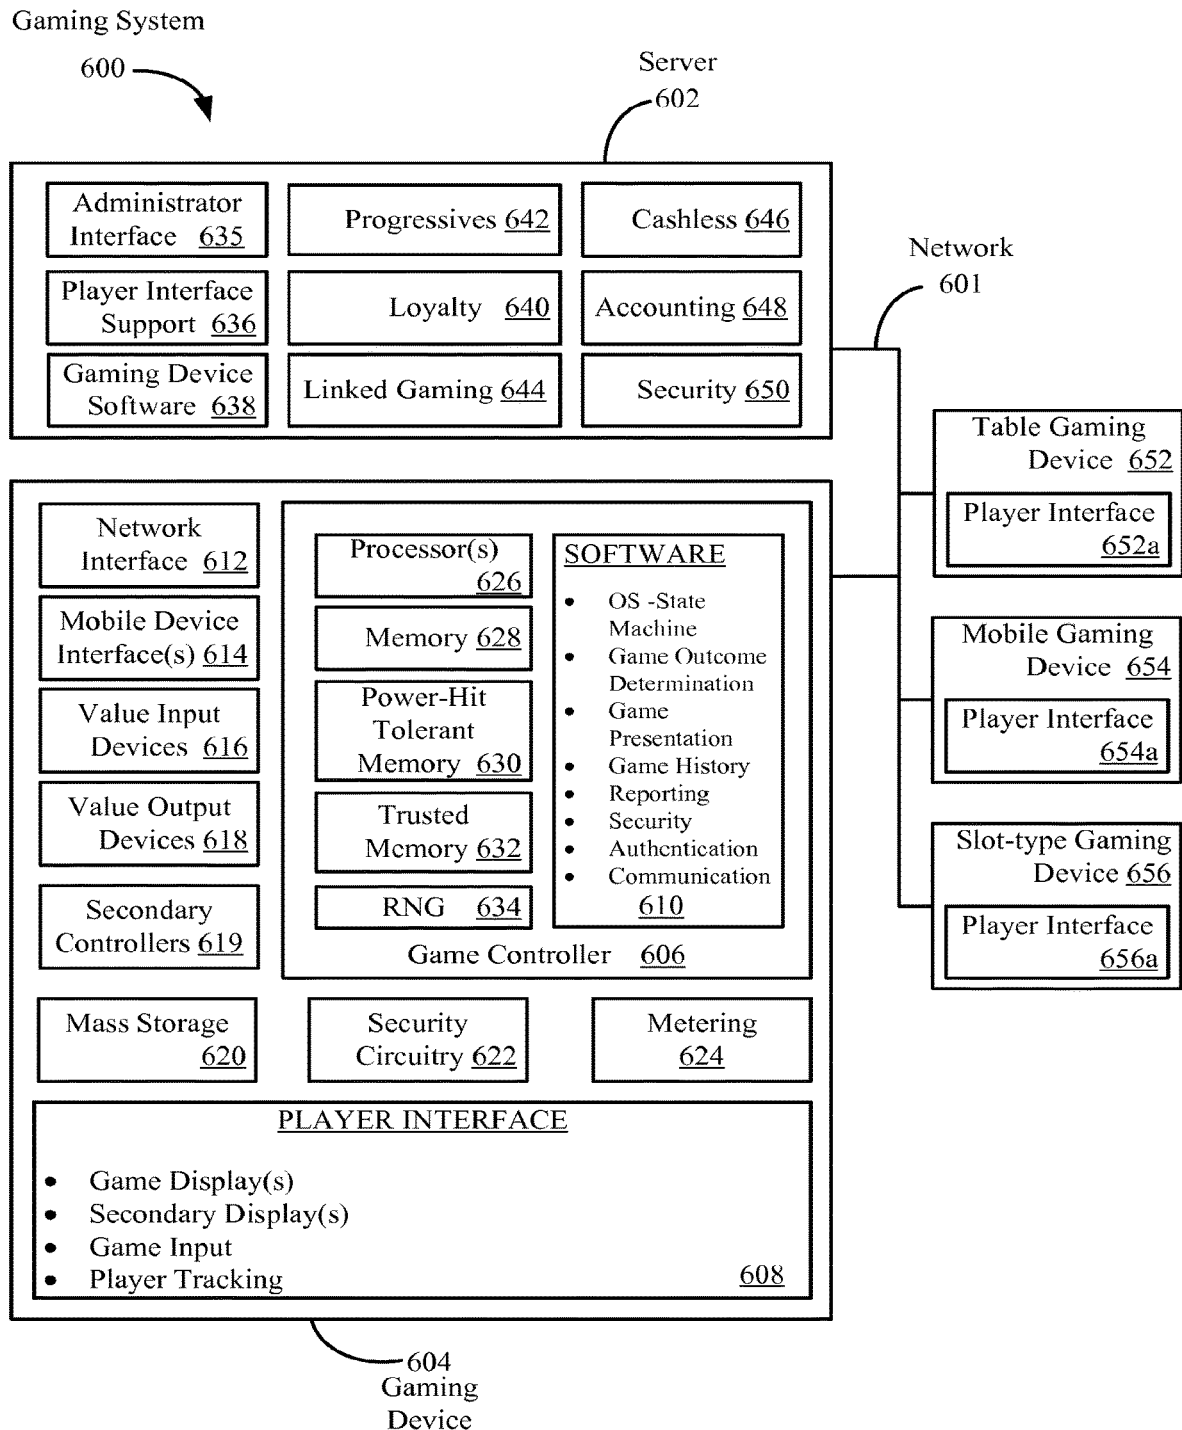 Gaming System
600
Server
602
Administrator
Interface 635
Progressives 642
Cashless 646
Player Interface
Support 636
Loyalty 640
Accounting 648
Gaming Device
Software 638
Linked Gaming 644
Security 650
Network
601
Table Gaming
Device 652
Player Interface
652a
Mobile Gaming
Device 654
Player Interface
654a
Slot-type Gaming
Device 656
Player Interface
656a
Network
Interface 612
Mobile Device
Interface(s) 614
Value Input
Devices 616
Value Output
Devices 618
Secondary
Controllers 619
Processor(s)
626
Memory 628
Power-Hit
Tolerant
Memory 630
Trusted
Memory 632
RNG 634
SOFTWARE
• OS -State
Machine
• Game Outcome
Determination
• Game
Presentation
• Game History
• Reporting
• Security
• Authentication
• Communication
610
Game Controller 606
Mass Storage
620
Security
Circuitry 622
Metering
624
PLAYER INTERFACE
• Game Display(s)
• Secondary Display(s)
• Game Input
• Player Tracking
608
604
Gaming
Device